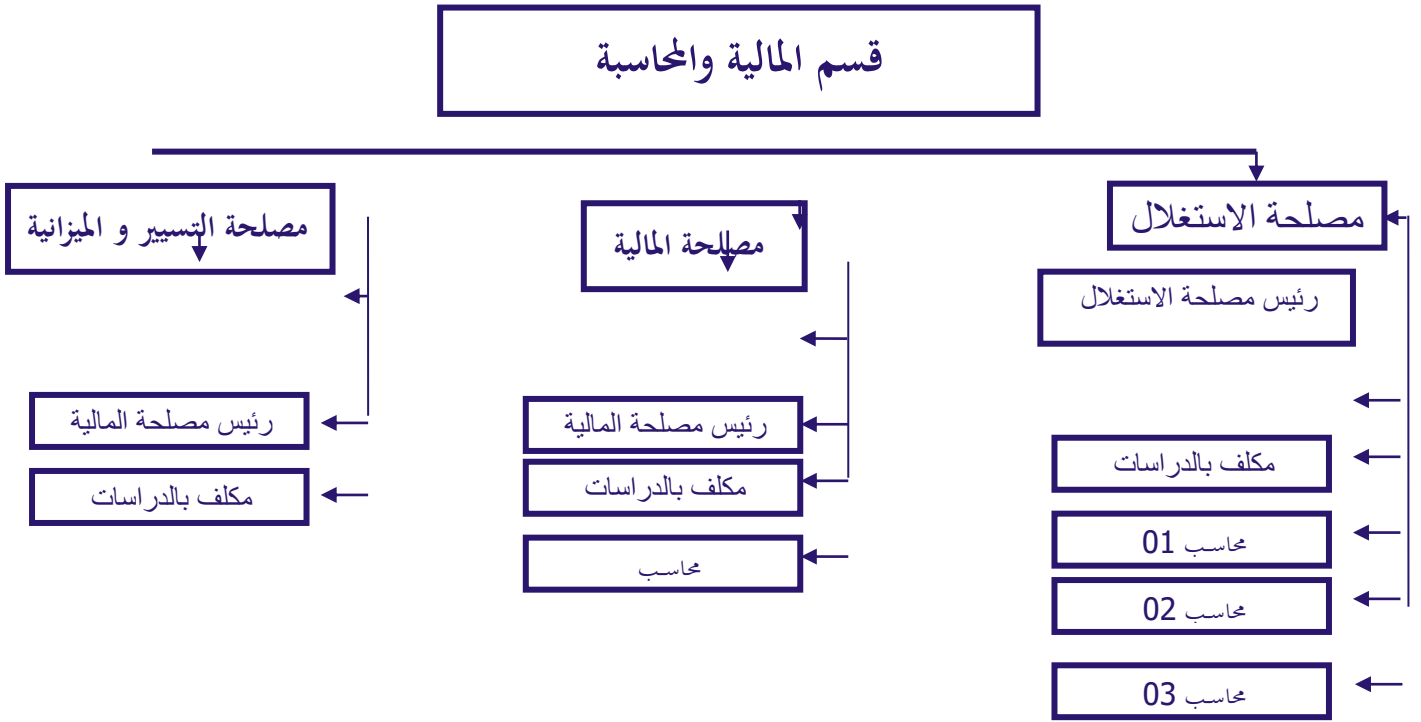 قسم المالية والمحاسبة
مصلحة الاستغلال
رئيس مصلحة الاستغلال
مكلف بالدراسات
محاسب 01
محاسب 02
محاسب 03
مصلحة المالية
رئيس مصلحة المالية
مكلف بالدراسات
محاسب
مصلحة التسيير و الميزانية
رئيس مصلحة المالية
مكلف بالدراسات